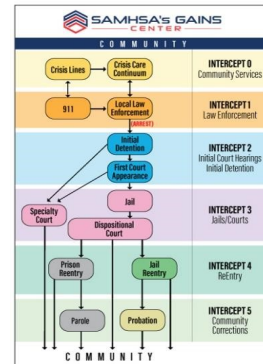 SAMHSA's GAINS
CENTER
COMMUNITY
Crisis Lines
Crisis Care
Continuum
INTERCEPT 0
Community Services
911
Local Law
Enforcement
INTERCEPT 1
Law Enforcement
(ARREST)
Initial
Detention
First Court
Appearance
INTERCEPT 2
Initial Court Hearings
Initial Detention
Jail
Specialty
Court
Dispositional
Court
INTERCEPT 3
Jails/Courts
Prison
Reentry
Jail
Reentry
INTERCEPT 4
ReEntry
Parole
Probation
INTERCEPT 5
Community
Corrections
COMMUNITY